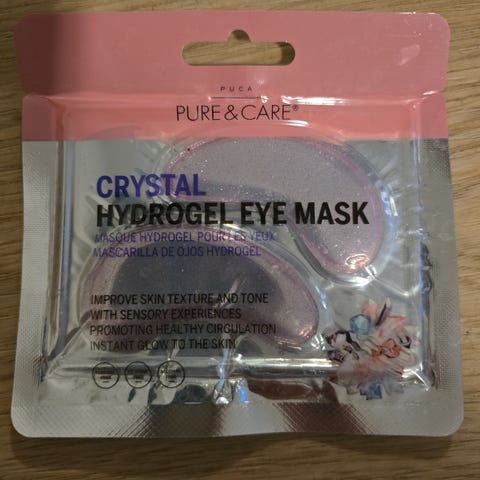 PUCA
PURE & CARE®
CRYSTAL
HYDROGEL EYE MASK
MASQUE HYDROGEL POUR LES YEUX
MASCARILLA DE OJOS HYDROGEL
IMPROVE SKIN TEXTURE AND TONE
WITH SENSORY EXPERIENCES
PROMOTING HEALTHY CIRCULATION
INSTANT GLOW TO THE SKIN